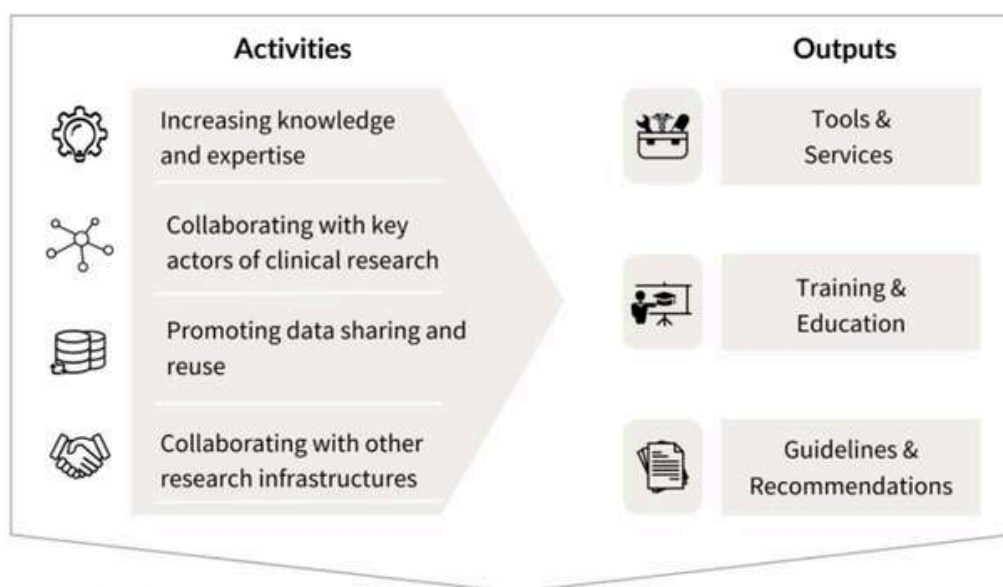 Activities
Increasing knowledge
and expertise
Collaborating with key
actors of clinical research
Promoting data sharing and
reuse
Collaborating with other
research infrastructures
Outputs
Tools &
Services
Training &
Education
Guidelines &
Recommendations